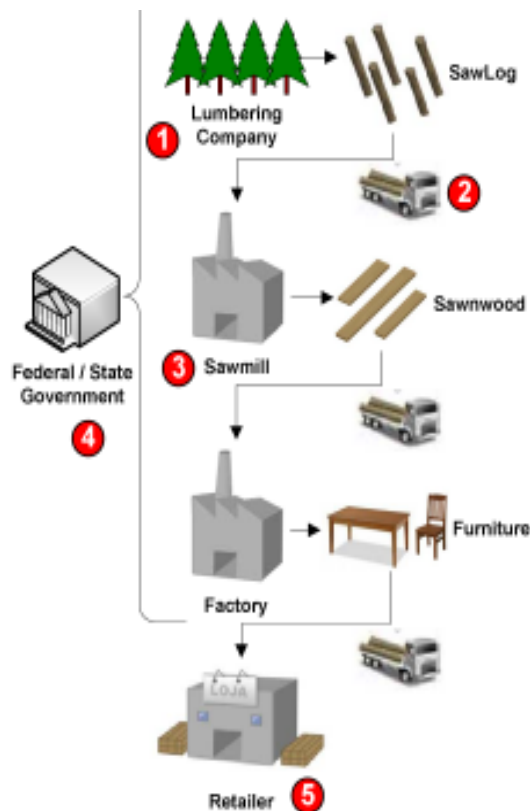 SawLog
Lumbering
Company
1
2
Sawnwood
Federal / State
Government
3
Sawmill
4
Furniture
Factory
LOJA
Retailer
5